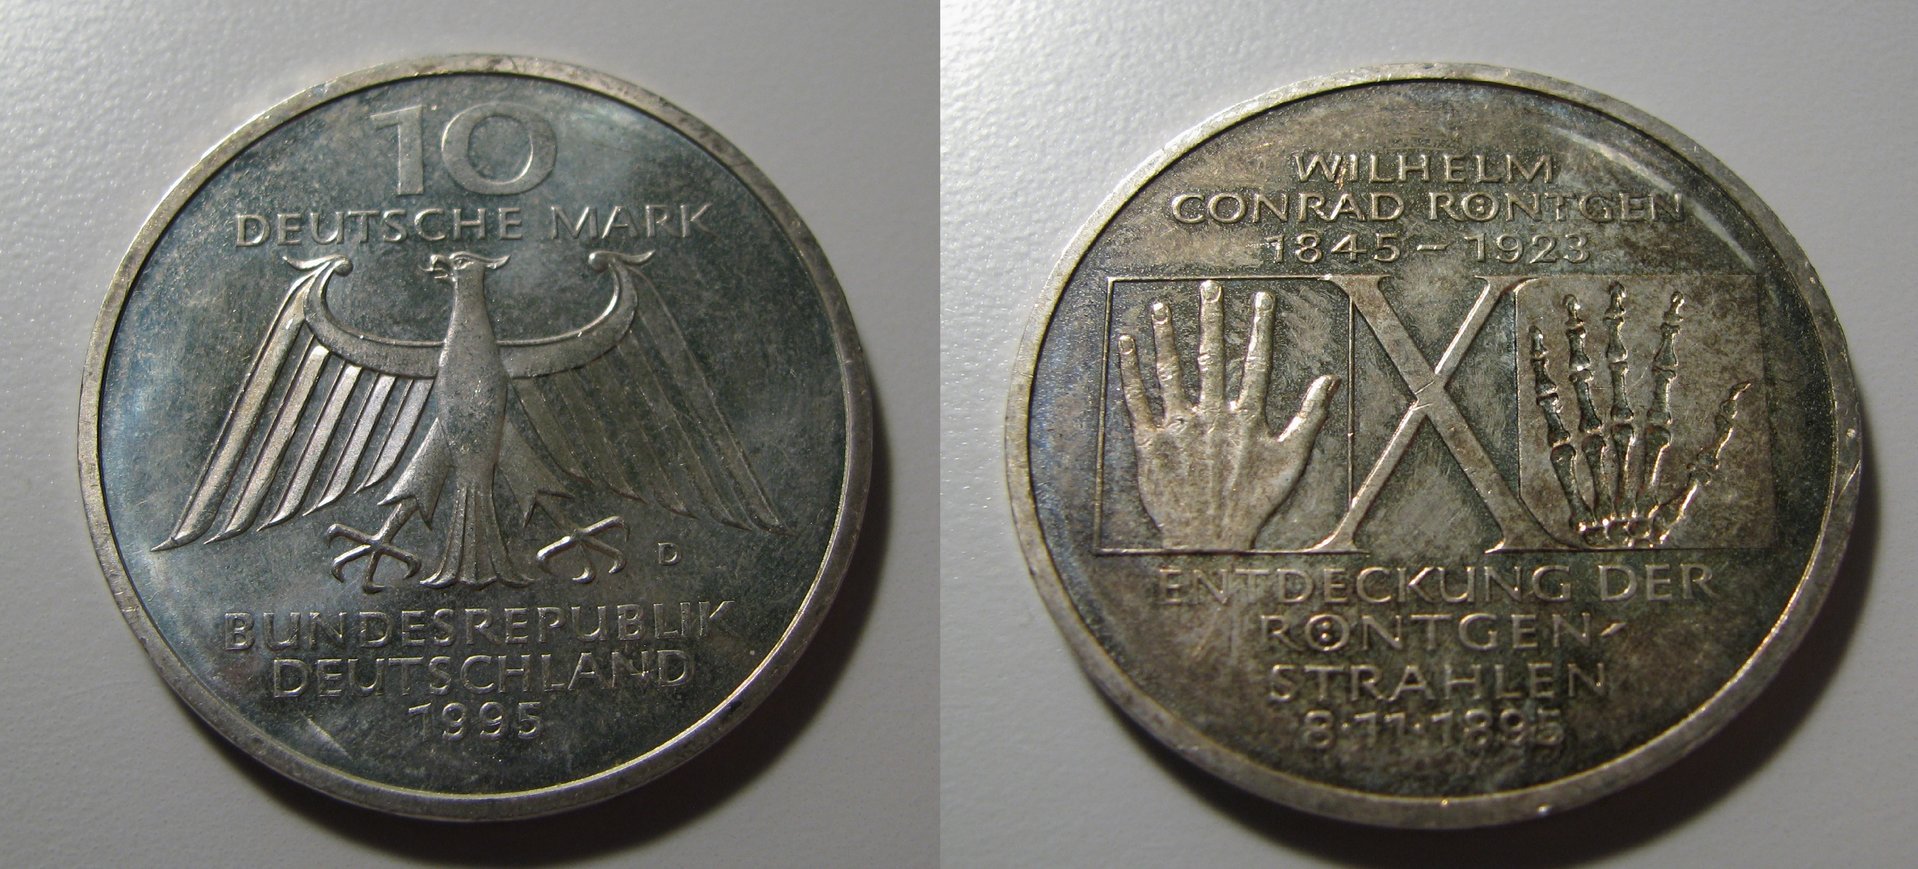 10
DEUTSCHE MARK
D
BUNDESREPUBLIK
DEUTSCHLAND
1995
WILHELM
CONRAD RÖNTGEN
1845–1923
X
ENTDECKUNG DER
RÖNTGEN-
STRAHLEN
8·11·1895